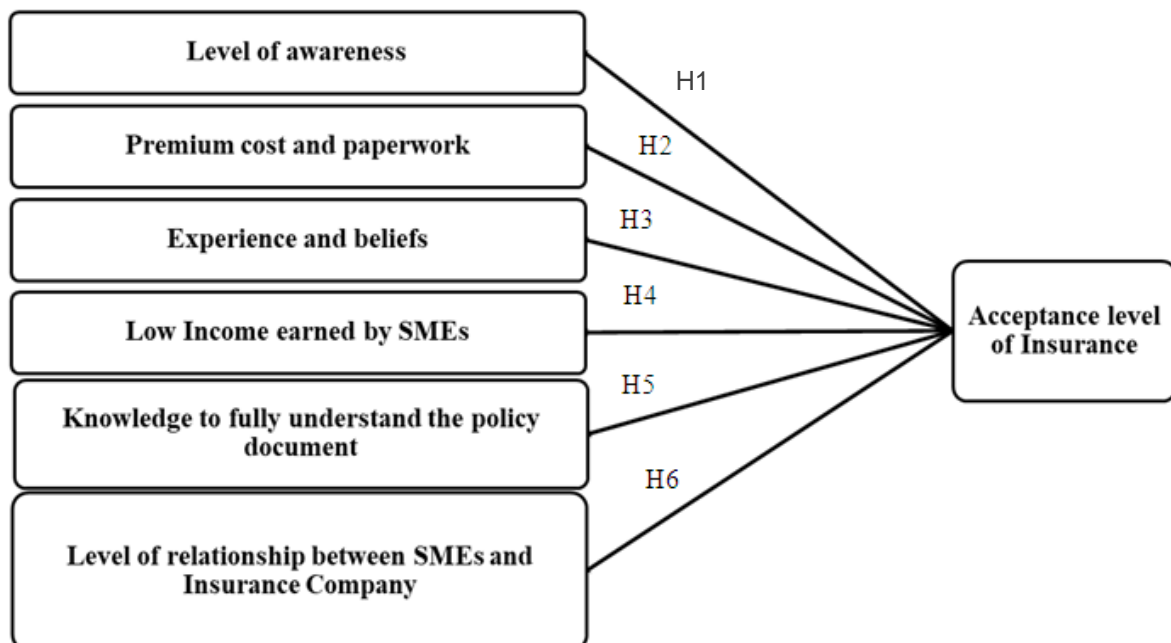 Level of awareness
H1
Premium cost and paperwork
H2
Experience and beliefs
H3
Low Income earned by SMEs
H4
Knowledge to fully understand the policy
document
H5
Level of relationship between SMEs and
Insurance Company
H6
Acceptance level
of Insurance